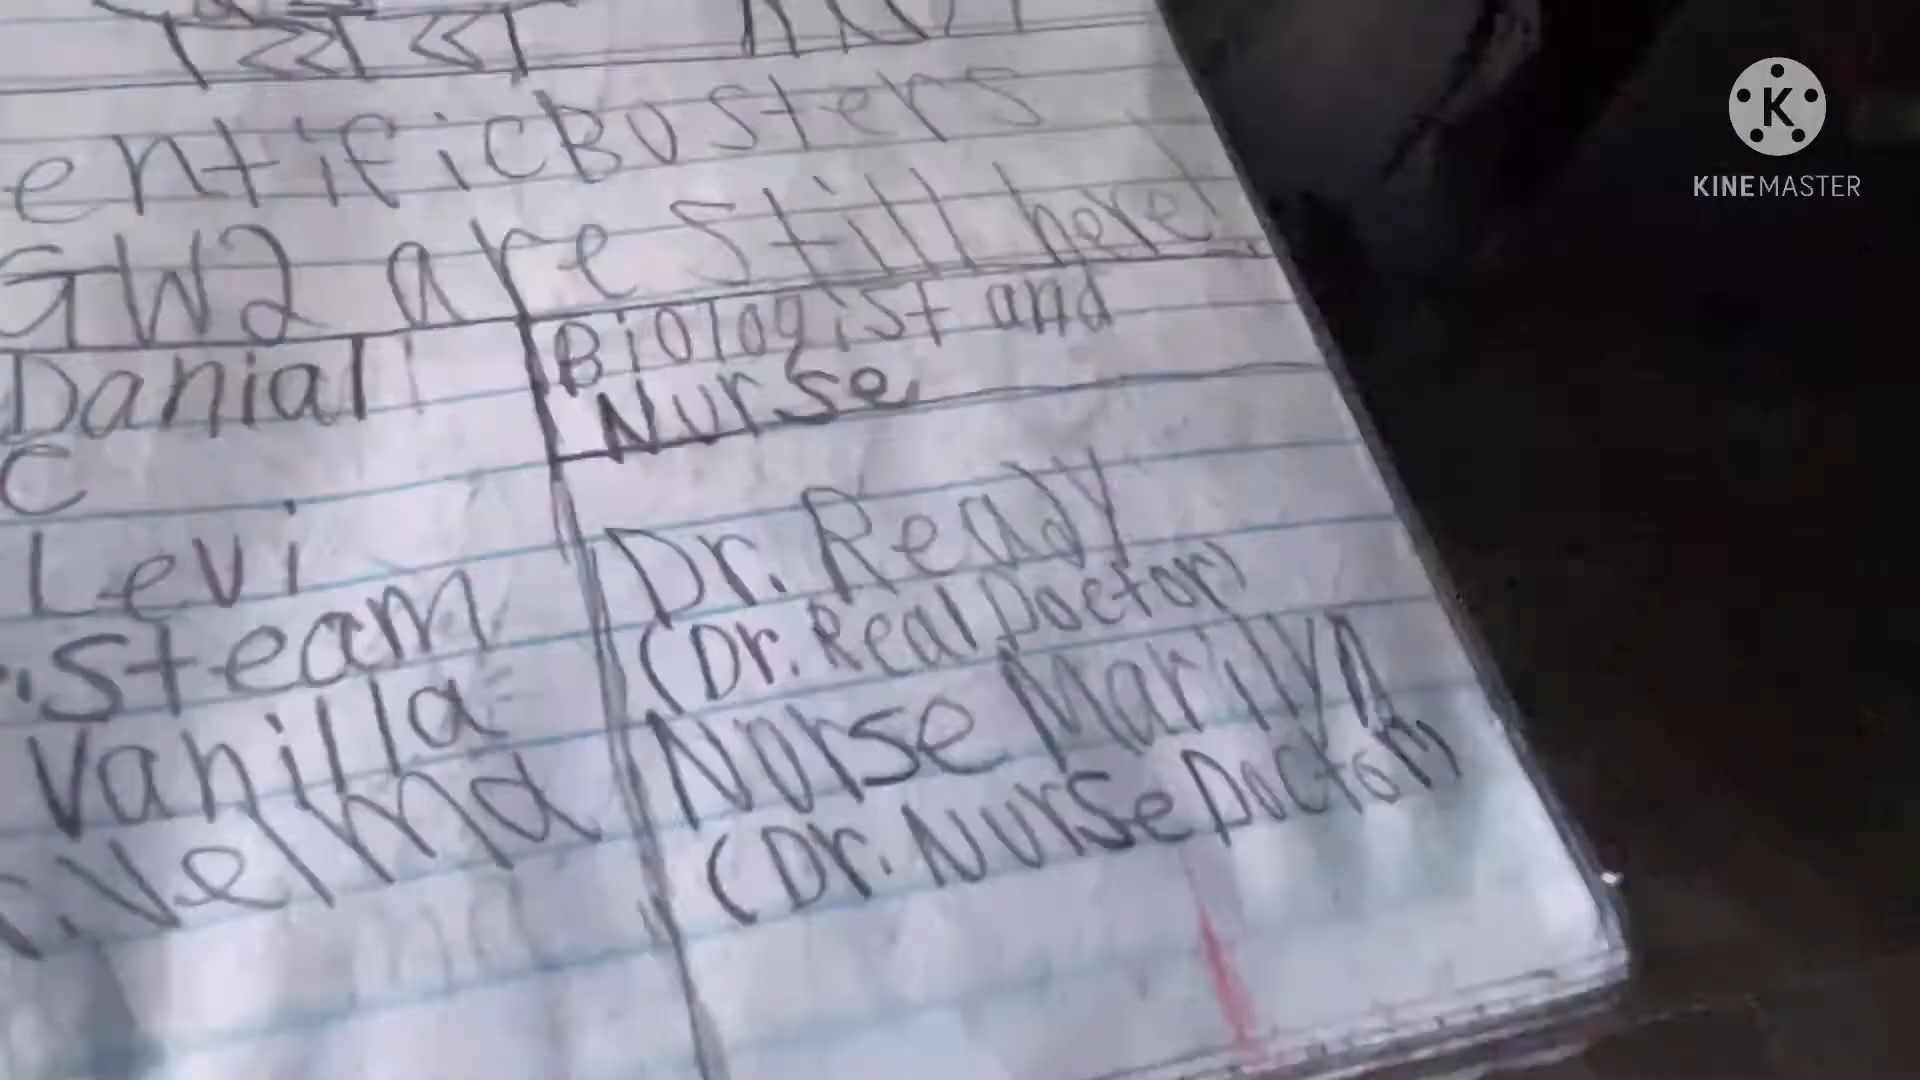 entificBusters
GW2 are still here!
Danial
C
Levi
Steam
Vanilla
Velma
Biologist and
Nurse
Dr. Ready
(Dr. Real Doctor)
Nurse Marilyn
(Dr. Nurse Doctor)
K
KINEMASTER